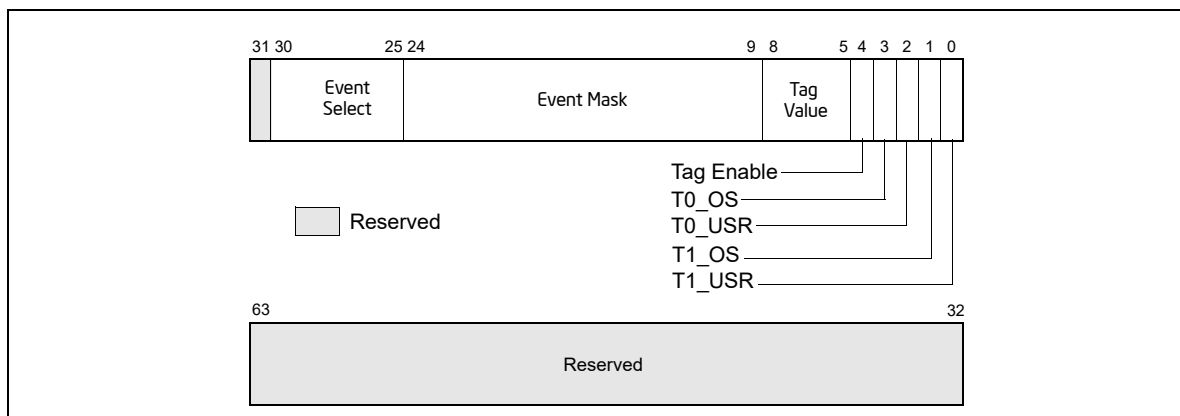 31 30 25 24 9 8 5 4 3 2 1 0
Event
Select
Event Mask
Tag
Value
Tag Enable
T0_OS
Reserved
T0_USR
T1_OS
T1_USR
63 32
Reserved